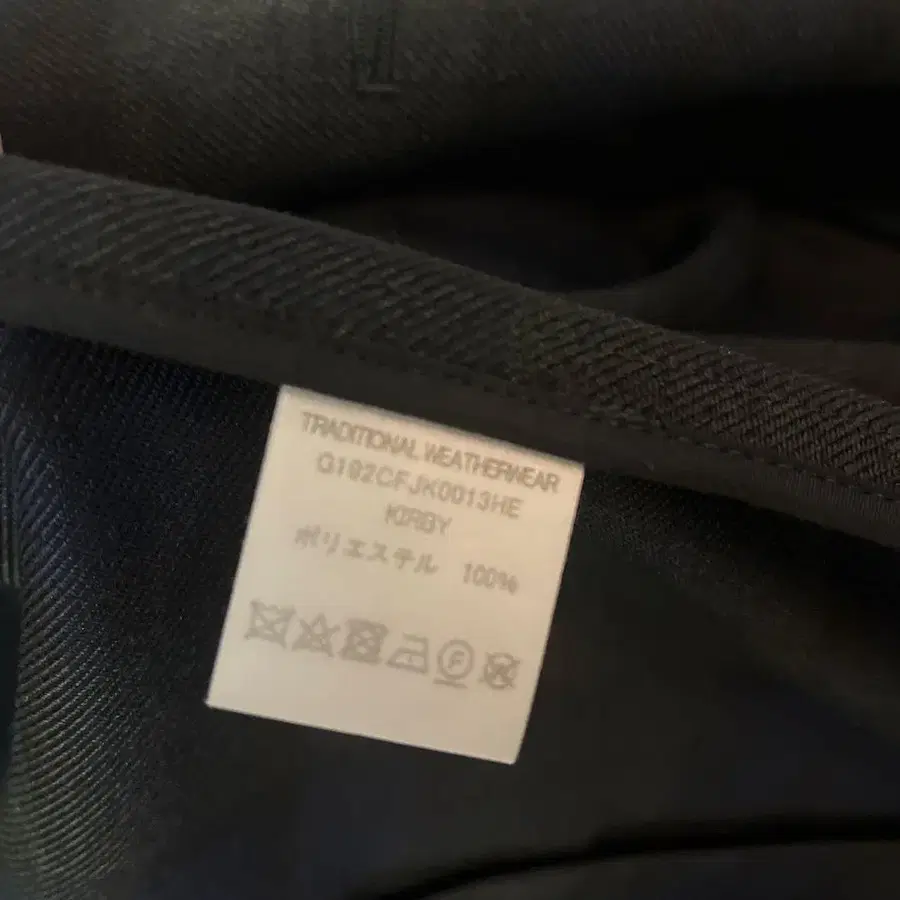 TRADITIONAL WEATHERWEAR
G192CFJK0013HE
KIRBY
ポリエステル 100%
F